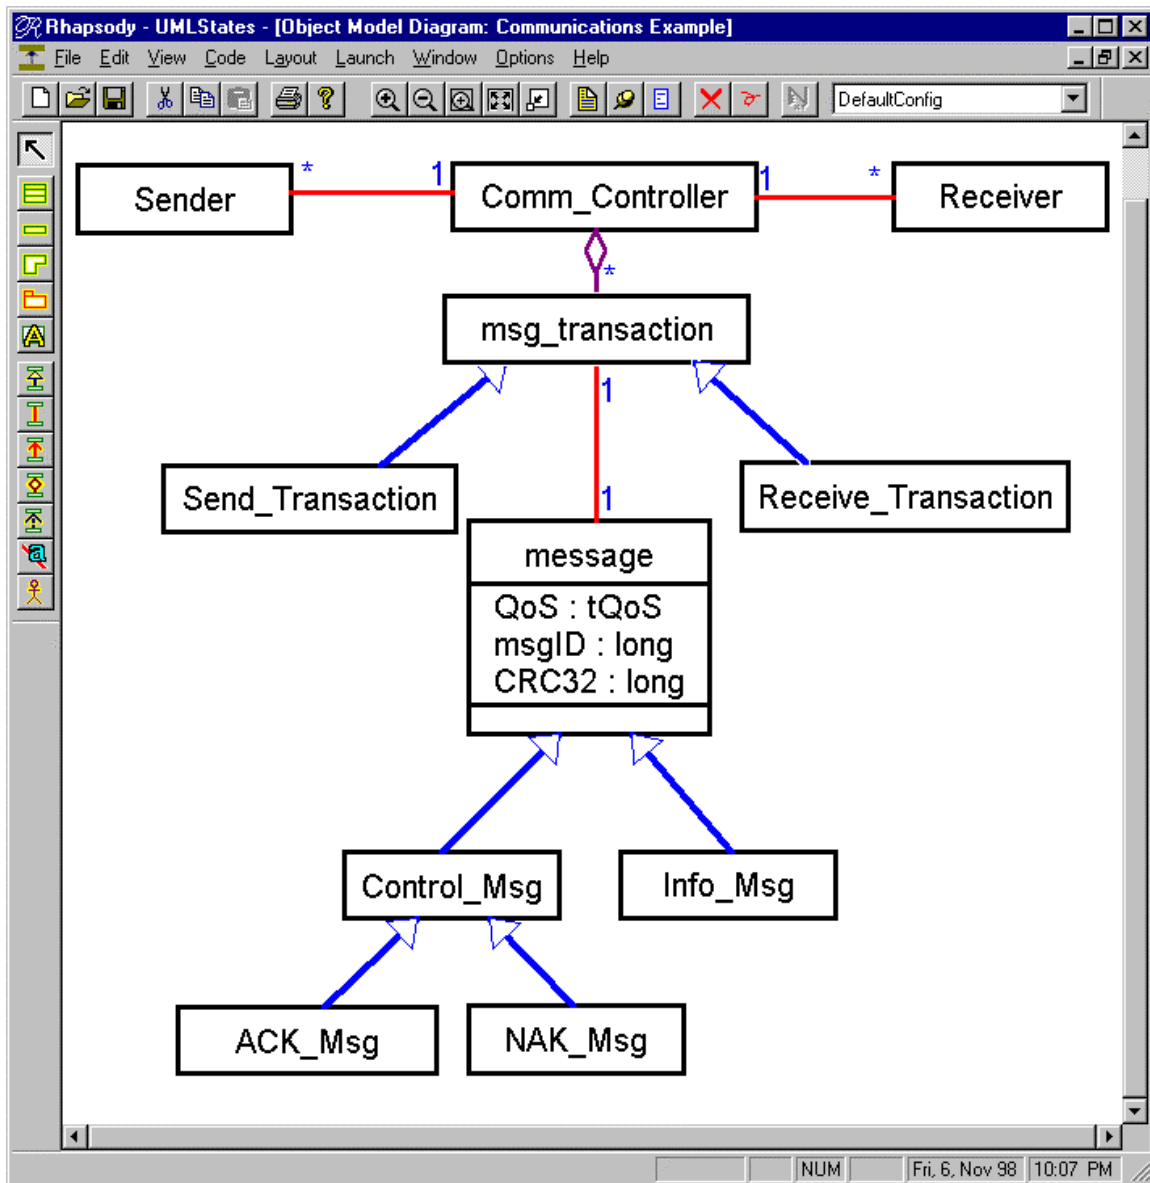 Rhapsody - UMLStates - [Object Model Diagram: Communications Example]
File Edit View Code Layout Launch Window Options Help
DefaultConfig
Sender
*
1
Comm_Controller
1
*
Receiver
*
msg_transaction
1
Send_Transaction
Receive_Transaction
1
message
QoS : tQoS
msgID : long
CRC32 : long
Control_Msg
Info_Msg
ACK_Msg
NAK_Msg
NUM
Fri, 6, Nov 98
10:07 PM